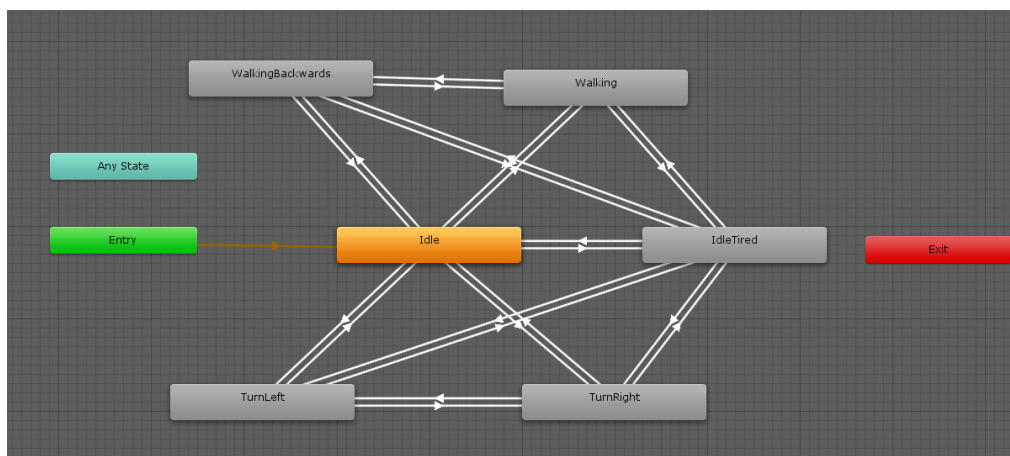 WalkingBackwards
Walking
Any State
Entry
Idle
IdleTired
Exit
TurnLeft
TurnRight